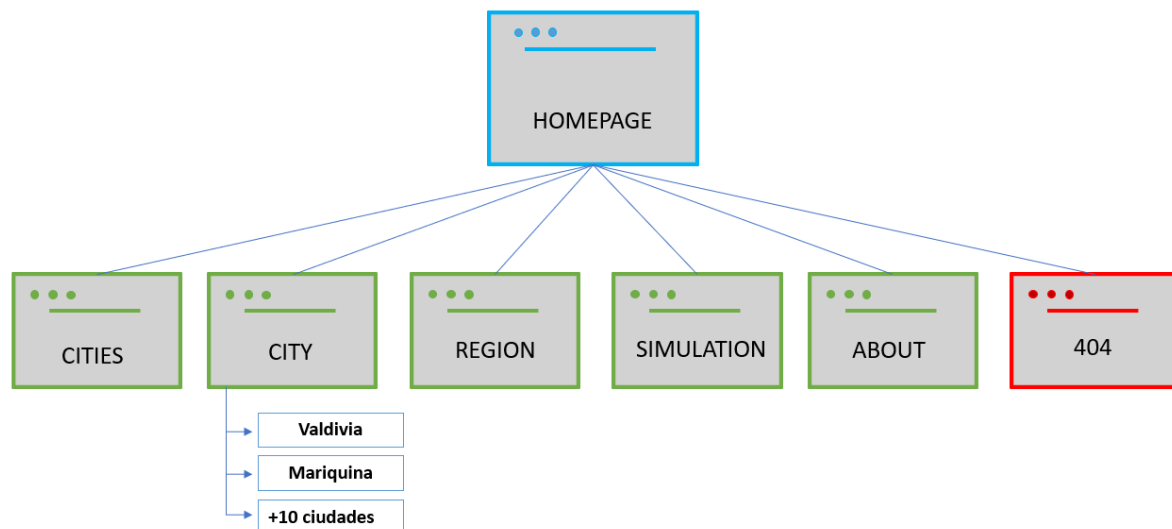 HOMEPAGE
CITIES
CITY
REGION
SIMULATION
ABOUT
404
Valdivia
Mariquina
+10 ciudades